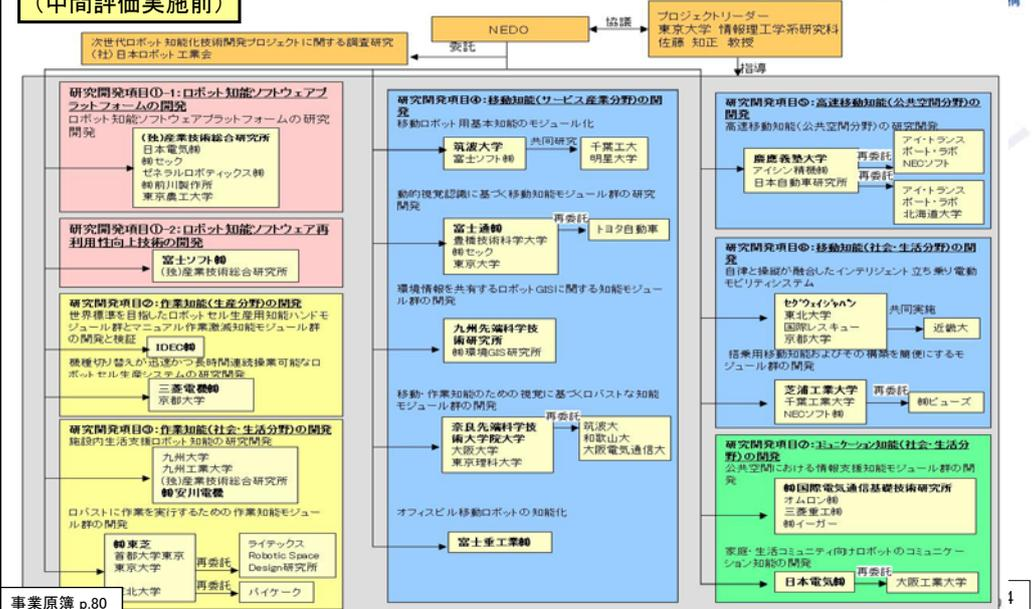 (中間評価実施前)
NEDO
協議
プロジェクトリーダー
東京大学 情報理工学系研究科
佐藤 知正 教授
次世代ロボット知能化技術開発プロジェクトに関する調査研究
(社)日本ロボット工業会
委託
指導
研究開発項目①-1:ロボット知能ソフトウェアプ
ラットフォームの開発
ロボット知能ソフトウェアプラットフォームの研究
開発
(独)産業技術総合研究所
日本電気㈱
㈱セック
ゼネラルロボティックス㈱
㈱前川製作所
東京農工大学
研究開発項目①-2:ロボット知能ソフトウェア再
利用性向上技術の開発
富士ソフト㈱
(独)産業技術総合研究所
研究開発項目②:作業知能(生産分野)の開発
世界標準を目指したロボットセル生産用知能ハンドモ
ジュール群とマニュアル作業激減知能モジュール群
の開発と検証
IDEC㈱
機種切り替えが迅速かつ長時間連続操業可能なロ
ボットセル生産システムの研究開発
三菱電機㈱
京都大学
研究開発項目③:作業知能(社会・生活分野)の開発
施設内生活支援ロボット知能の研究開発
九州大学
九州工業大学
(独)産業技術総合研究所
㈱安川電機
ロバストに作業を実行するための作業知能モジュー
ル群の開発
㈱東芝
首都大学東京
東京大学
北大学
再委託
ライテックス
Robotic Space
Design研究所
再委託
バイケーク
研究開発項目④:移動知能(サービス産業分野)の開
発
移動ロボット用基本知能のモジュール化
筑波大学
富士ソフト㈱
共同研究
千葉工大
明星大学
動的視覚認識に基づく移動知能モジュール群の研究
開発
富士通㈱
豊橋技術科学大学
㈱セック
東京大学
再委託
トヨタ自動車
環境情報を共有するロボットGISに関する知能モジュー
ル群の開発
九州先端科学技
術研究所
㈱環境GIS研究所
移動・作業知能のための視覚に基づくロバストな知能
モジュール群の開発
奈良先端科学技
術大学院大学
大阪大学
東京理科大学
再委託
筑波大
和歌山大
大阪電気通信大
オフィスビル移動ロボットの知能化
富士重工業㈱
研究開発項目⑤:高速移動知能(公共空間分野)の
開発
高速移動知能(公共空間分野)の研究開発
慶應義塾大学
アイシン精機㈱
日本自動車研究所
再委託
アイ・トランス
ポート・ラボ
NECソフト
再委託
アイ・トランス
ポート・ラボ
北海道大学
研究開発項目⑥:移動知能(社会・生活分野)の開
発
自律と操縦が融合したインテリジェント立ち乗り電動
モビリティシステム
セグウェイジャパン
東北大学
国際レスキュー
京都大学
共同実施
近畿大
搭乗用移動知能およびその構築を簡便にするモ
ジュール群の開発
芝浦工業大学
千葉工業大学
NECソフト㈱
再委託
㈱ビューズ
研究開発項目⑦:コミュニケーション知能(社会・生活分
野)の開発
公共空間における情報支援知能モジュール群の開
発
㈱国際電気通信基礎技術研究所
オムロン㈱
三菱重工㈱
㈱イーガー
家庭・生活コミュニティ向けロボットのコミュニケー
ション知能の開発
日本電気㈱
再委託
大阪工業大学
事業原簿 p.80
4